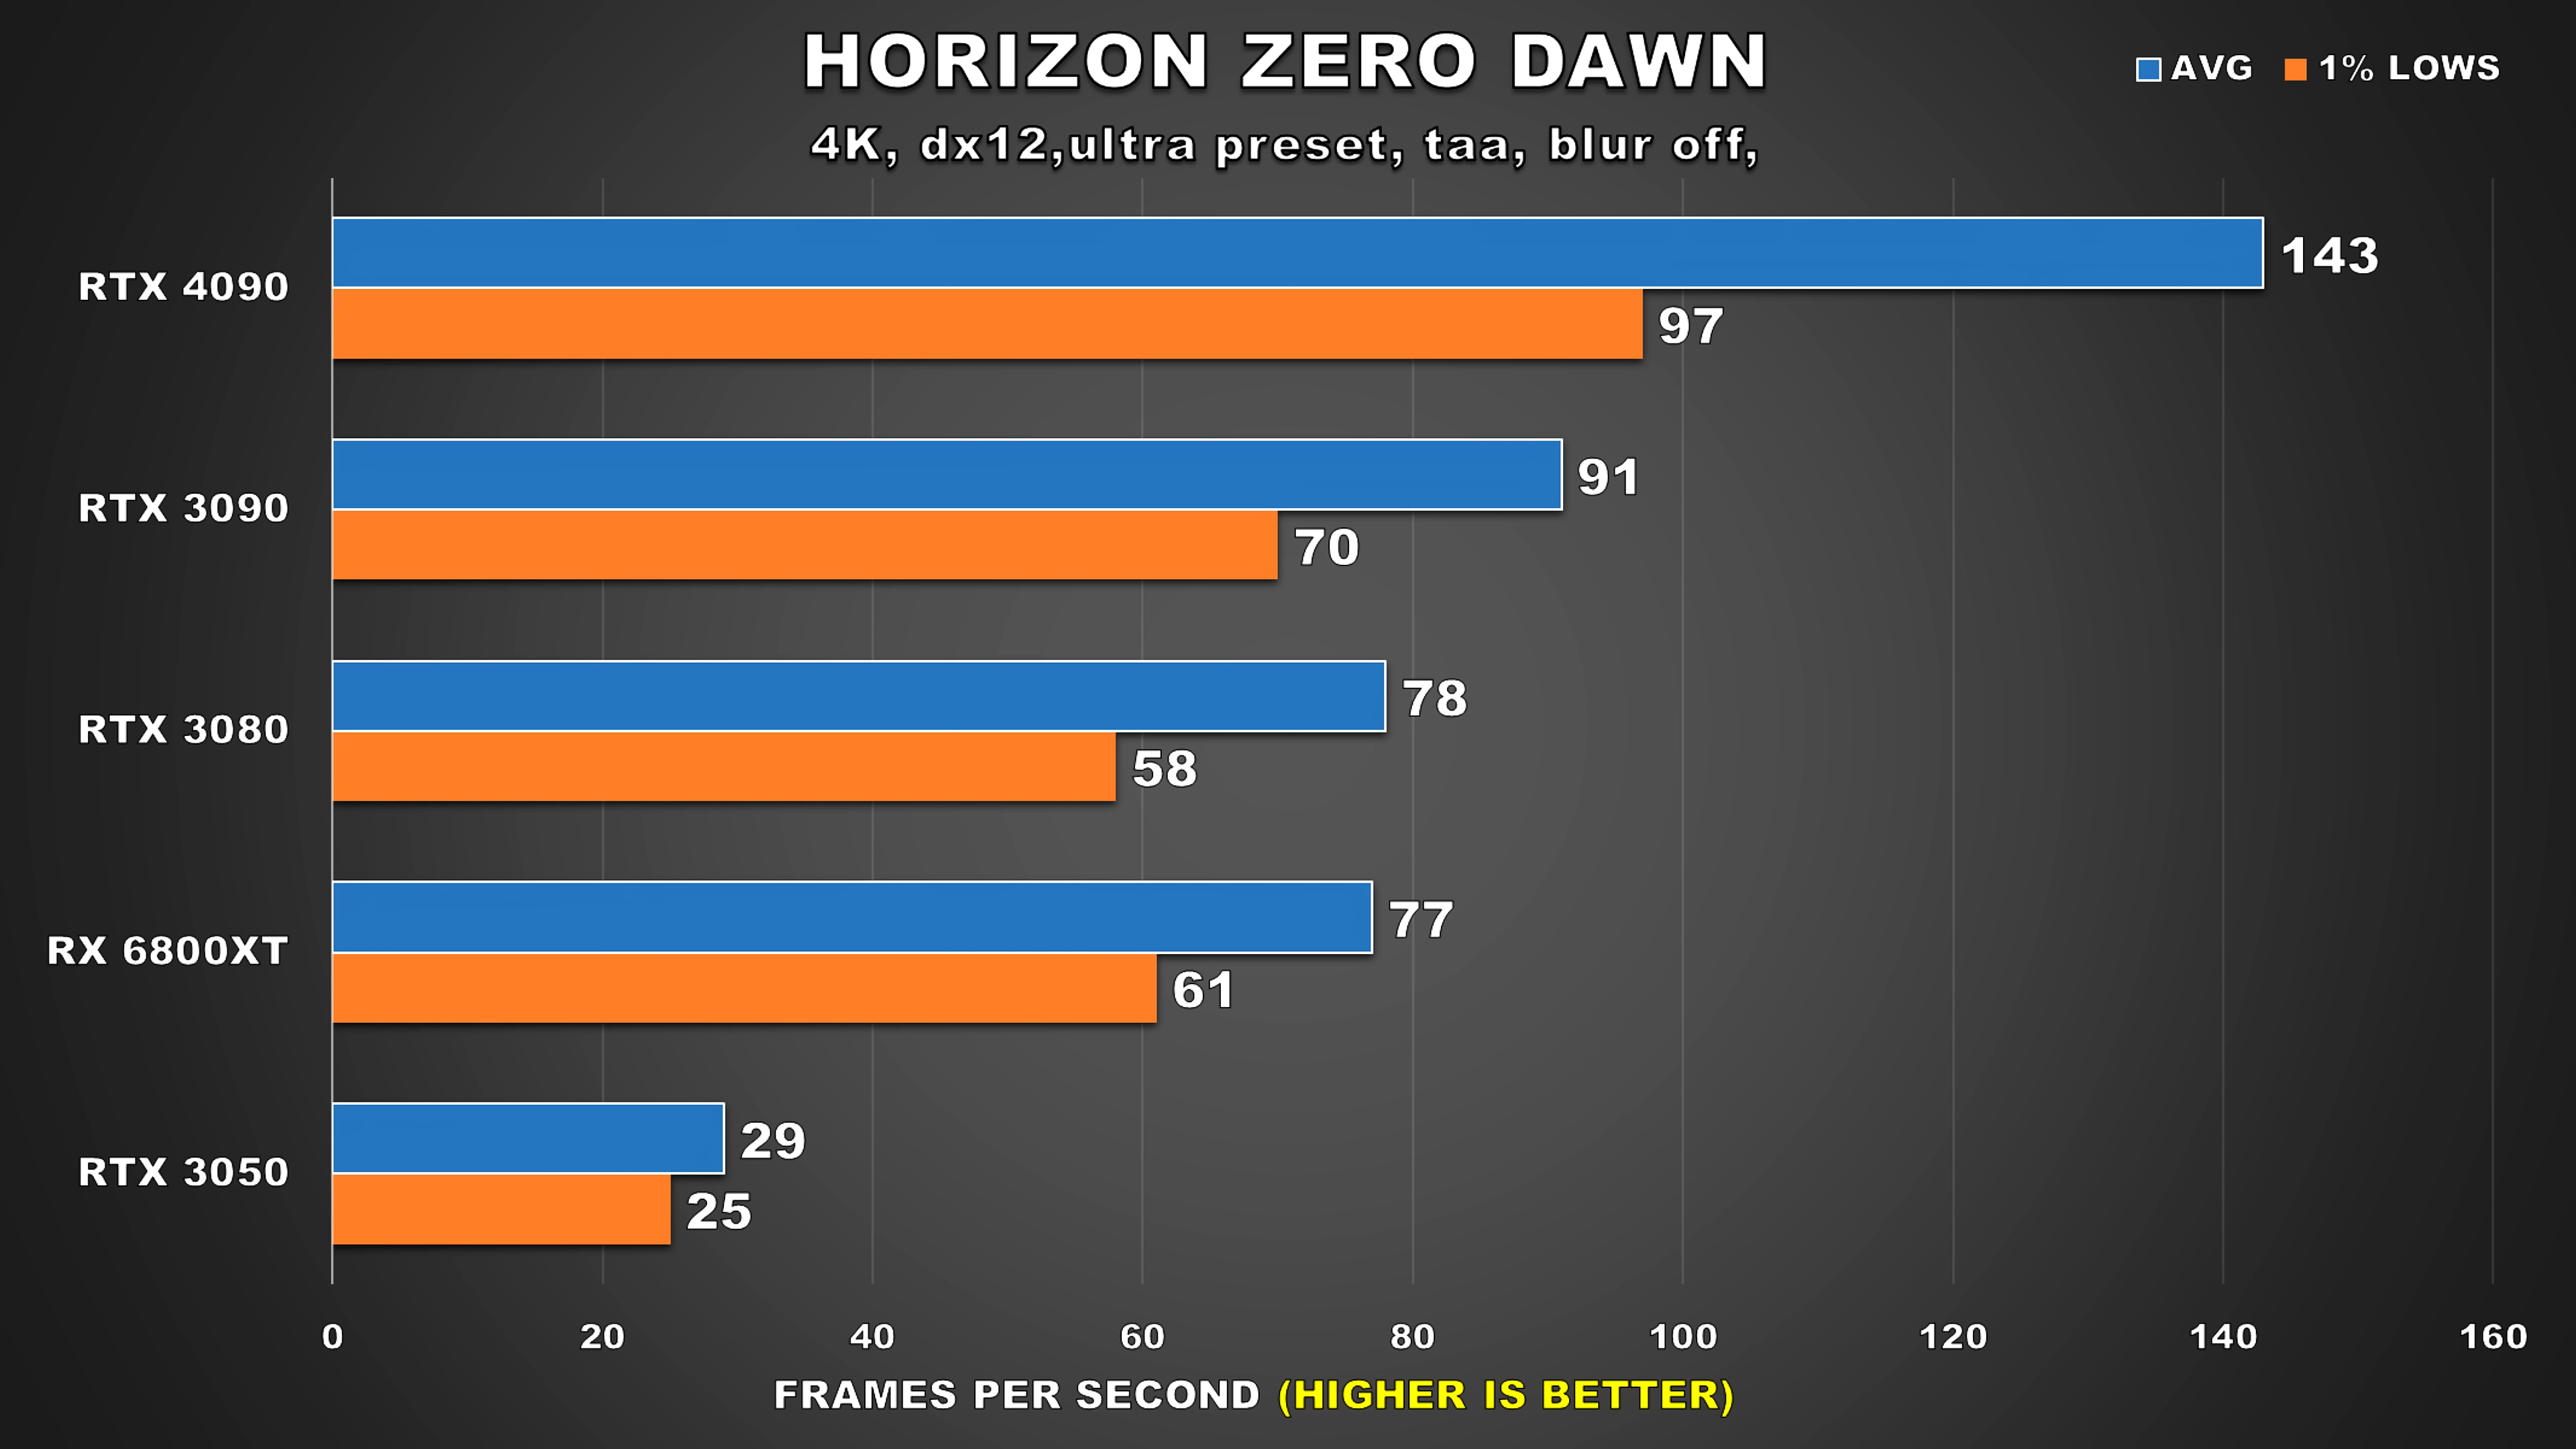 HORIZON ZERO DAWN
AVG 1% LOWS
4K, dx12,ultra preset, taa, blur off,
RTX 4090
143
97
RTX 3090
91
70
RTX 3080
78
58
RX 6800XT
77
61
RTX 3050
29
25
0 20 40 60 80 100 120 140 160
FRAMES PER SECOND (HIGHER IS BETTER)